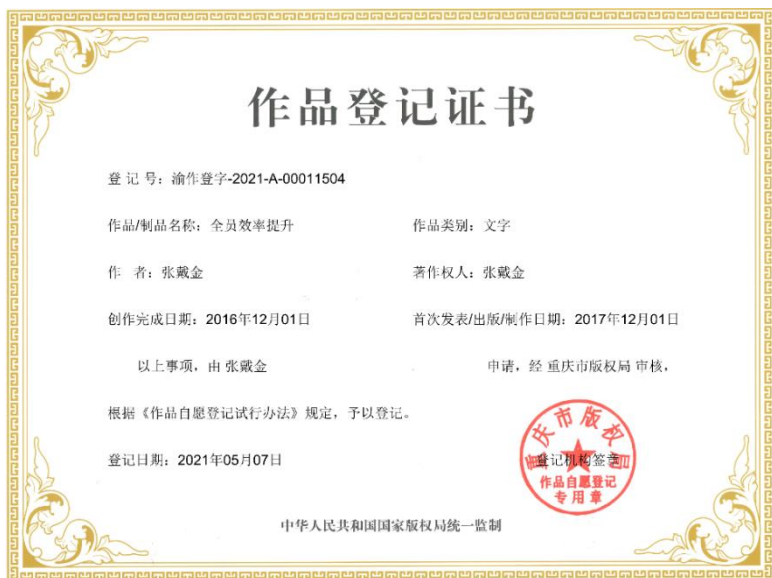 作品登记证书
登 记 号：渝作登字-2021-A-00011504
作品/制品名称：全员效率提升 作品类别：文字
作 者：张戴金 著作权人：张戴金
创作完成日期：2016年12月01日 首次发表/出版/制作日期：2017年12月01日
以上事项，由 张戴金 申请，经 重庆市版权局 审核，
根据《作品自愿登记试行办法》规定，予以登记。
登记日期：2021年05月07日 登记机构签章
重庆市版权局
作品自愿登记
专用章
中华人民共和国国家版权局统一监制